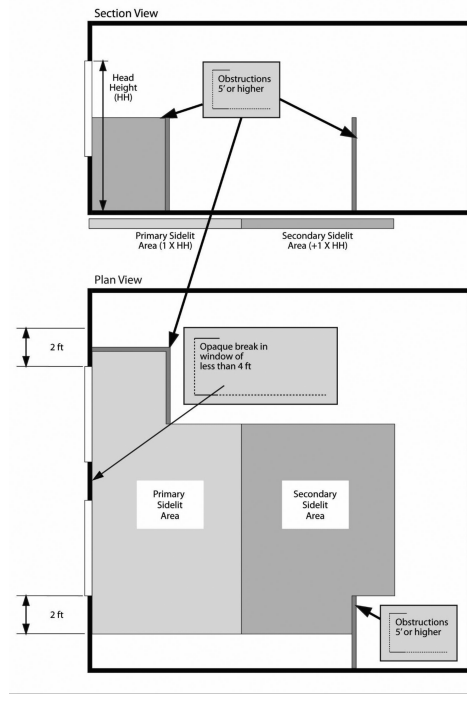 Section View
Head
Height
(HH)
Obstructions
5' or higher
Primary Sidelit
Area (1 X HH)
Secondary Sidelit
Area (+1 X HH)
Plan View
2 ft
Opaque break in
window of
less than 4 ft
Primary
Sidelit
Area
Secondary
Sidelit
Area
2 ft
Obstructions
5' or higher